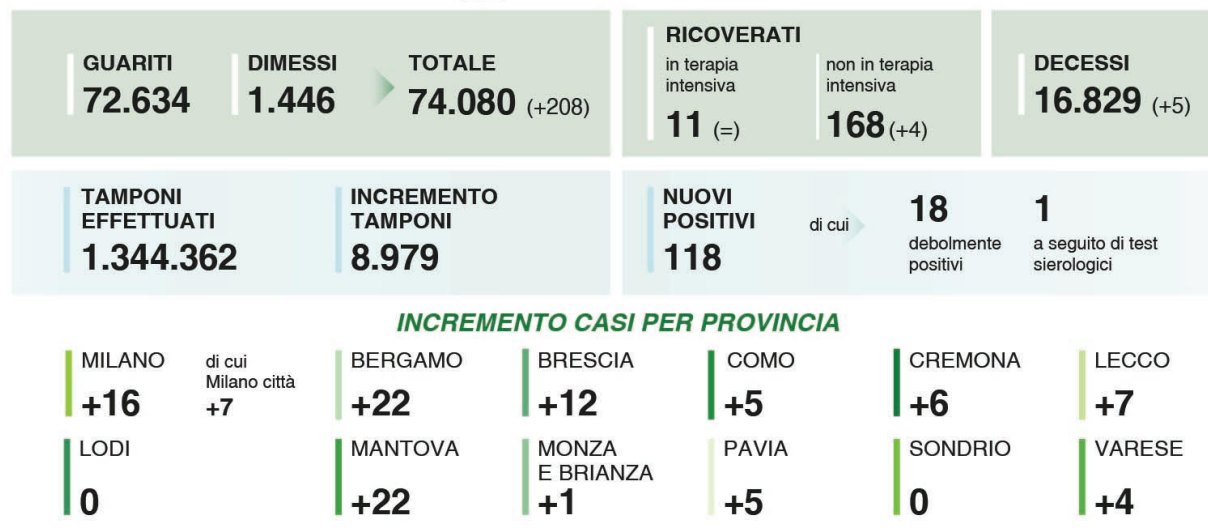 GUARITI
72.634
DIMESSI
1.446
TOTALE
74.080 (+208)
RICOVERATI
in terapia
intensiva
11 (=)
non in terapia
intensiva
168 (+4)
DECESSI
16.829 (+5)
TAMPONI
EFFETTUATI
1.344.362
INCREMENTO
TAMPONI
8.979
NUOVI
POSITIVI
118
di cui
18
debolmente
positivi
1
a seguito di test
sierologici
INCREMENTO CASI PER PROVINCIA
MILANO
+16
di cui
Milano città
+7
BERGAMO
+22
BRESCIA
+12
COMO
+5
CREMONA
+6
LECCO
+7
LODI
0
MANTOVA
+22
MONZA
E BRIANZA
+1
PAVIA
+5
SONDRIO
0
VARESE
+4